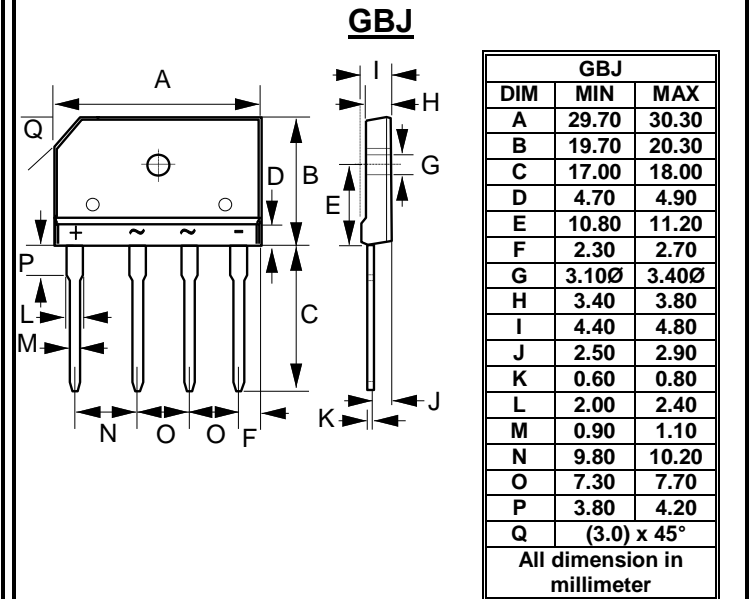 GBJ
A
I
H
Q
G
D
B
E
+ ~ ~ -
P
L
C
M
J
K
N O O F
GBJ
DIM MIN MAX
A 29.70 30.30
B 19.70 20.30
C 17.00 18.00
D 4.70 4.90
E 10.80 11.20
F 2.30 2.70
G 3.10Ø 3.40Ø
H 3.40 3.80
I 4.40 4.80
J 2.50 2.90
K 0.60 0.80
L 2.00 2.40
M 0.90 1.10
N 9.80 10.20
O 7.30 7.70
P 3.80 4.20
Q (3.0) x 45°
All dimension in
millimeter